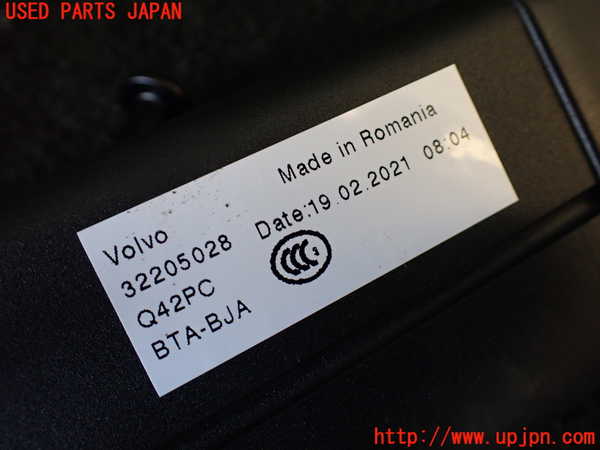 USED PARTS JAPAN
Made in Romania
Volvo
32205028
Date:19.02.2021 08:04
Q42PC
BTA-BJA
CCC
http://www.upjpn.com/